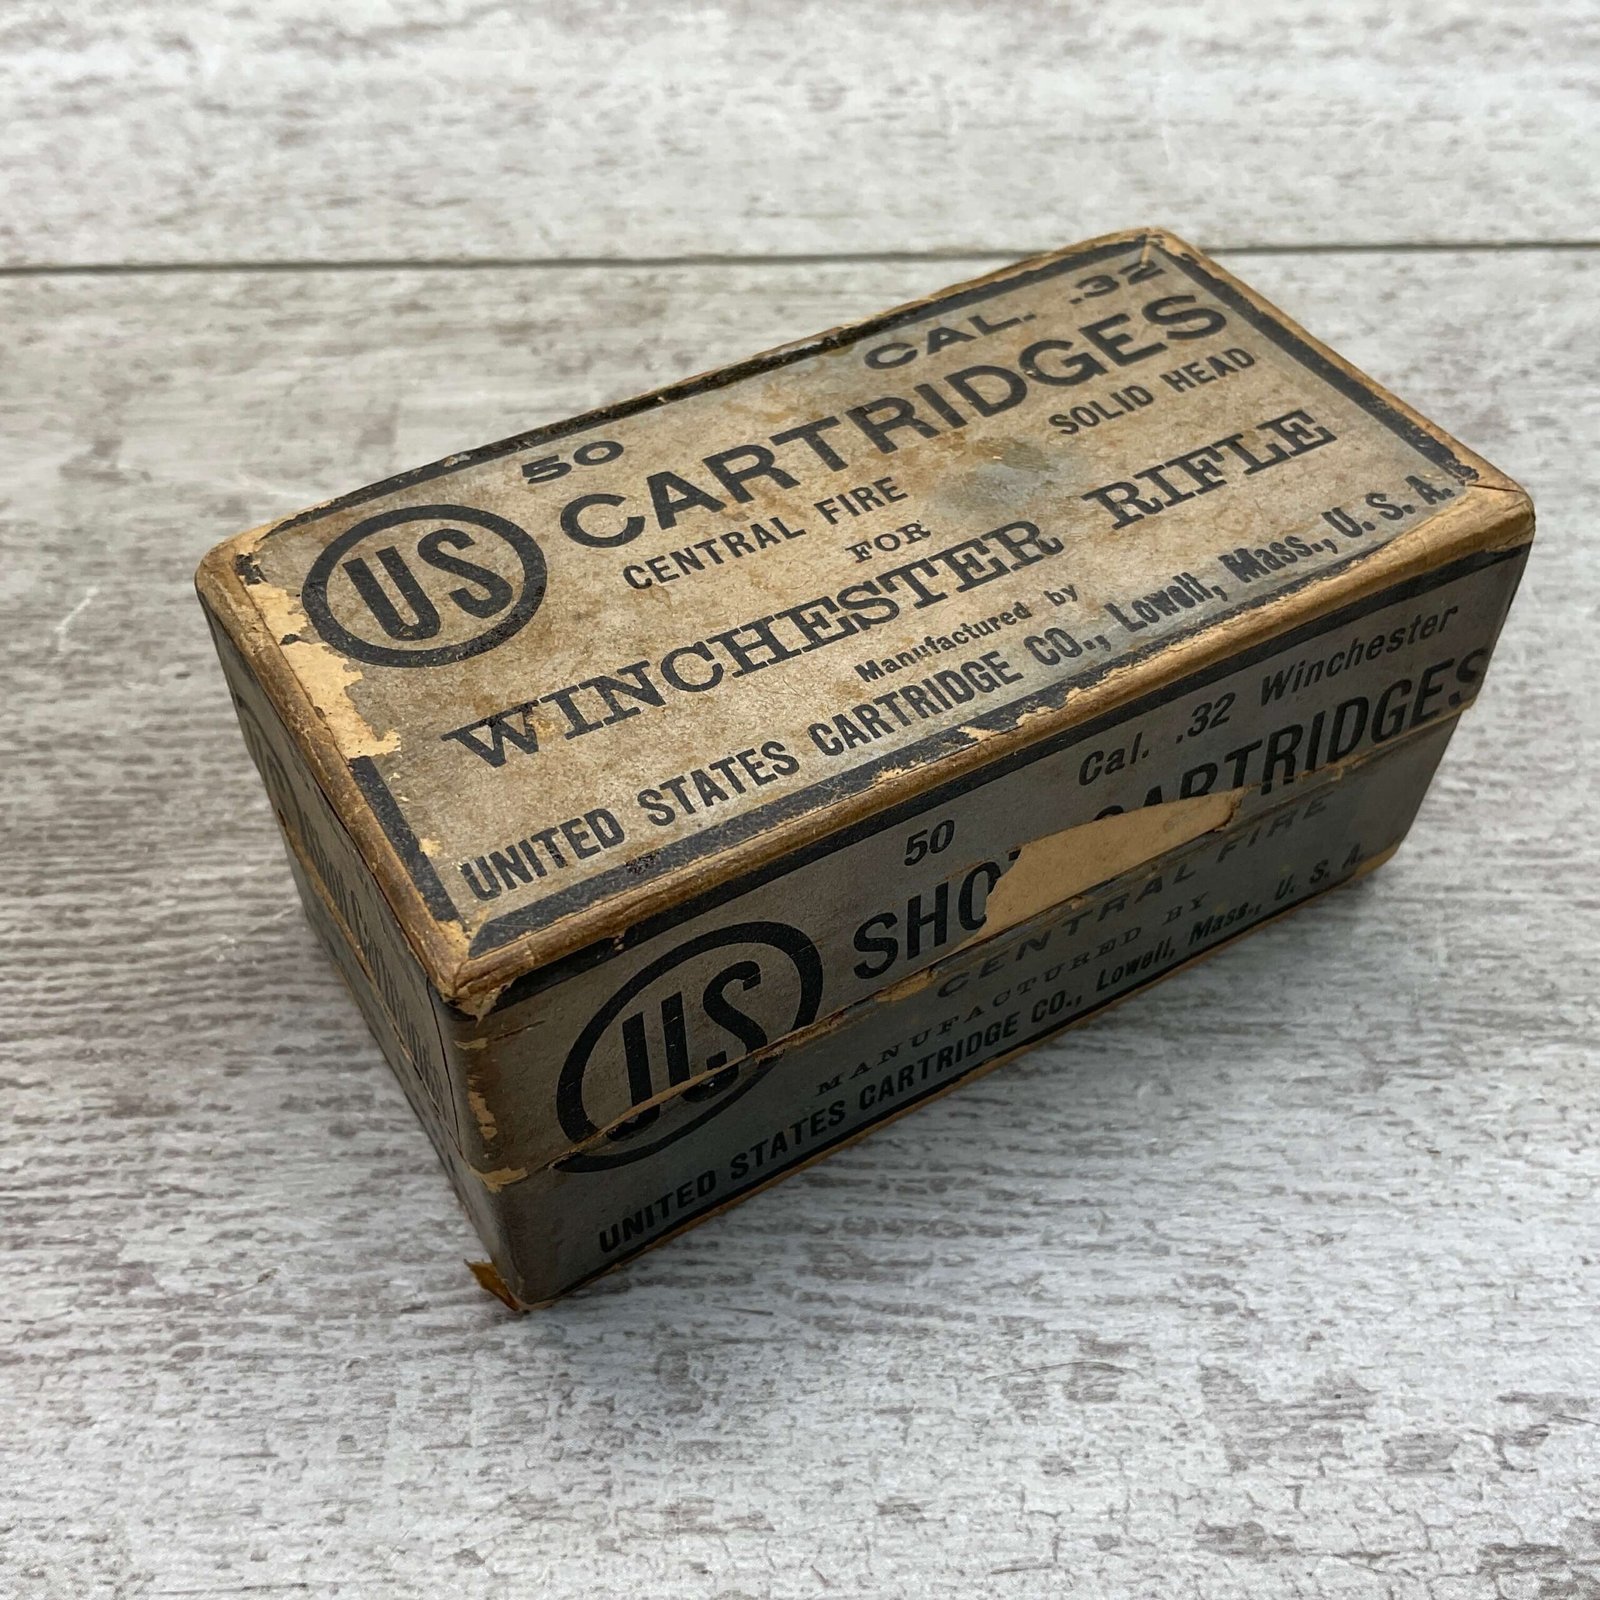 50 CAL. .32
US CARTRIDGES
CENTRAL FIRE SOLID HEAD
FOR
WINCHESTER RIFLE
Manufactured by
UNITED STATES CARTRIDGE CO., Lowell, Mass., U. S. A.
50 Cal. .32 Winchester
US CARTRIDGES
CENTRAL FIRE
MANUFACTURED BY
UNITED STATES CARTRIDGE CO., Lowell, Mass., U. S. A.